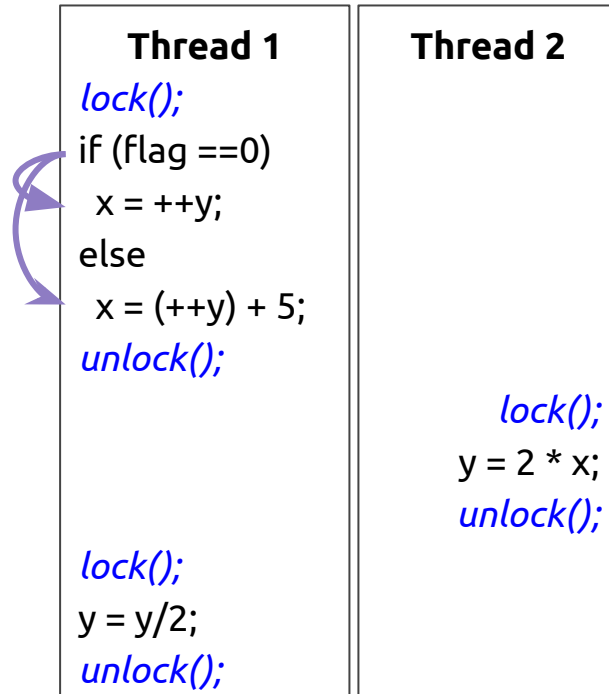 Thread 1
lock();
if (flag ==0)
x = ++y;
else
x = (++y) + 5;
unlock();
lock();
y = y/2;
unlock();
Thread 2
lock();
y = 2 * x;
unlock();